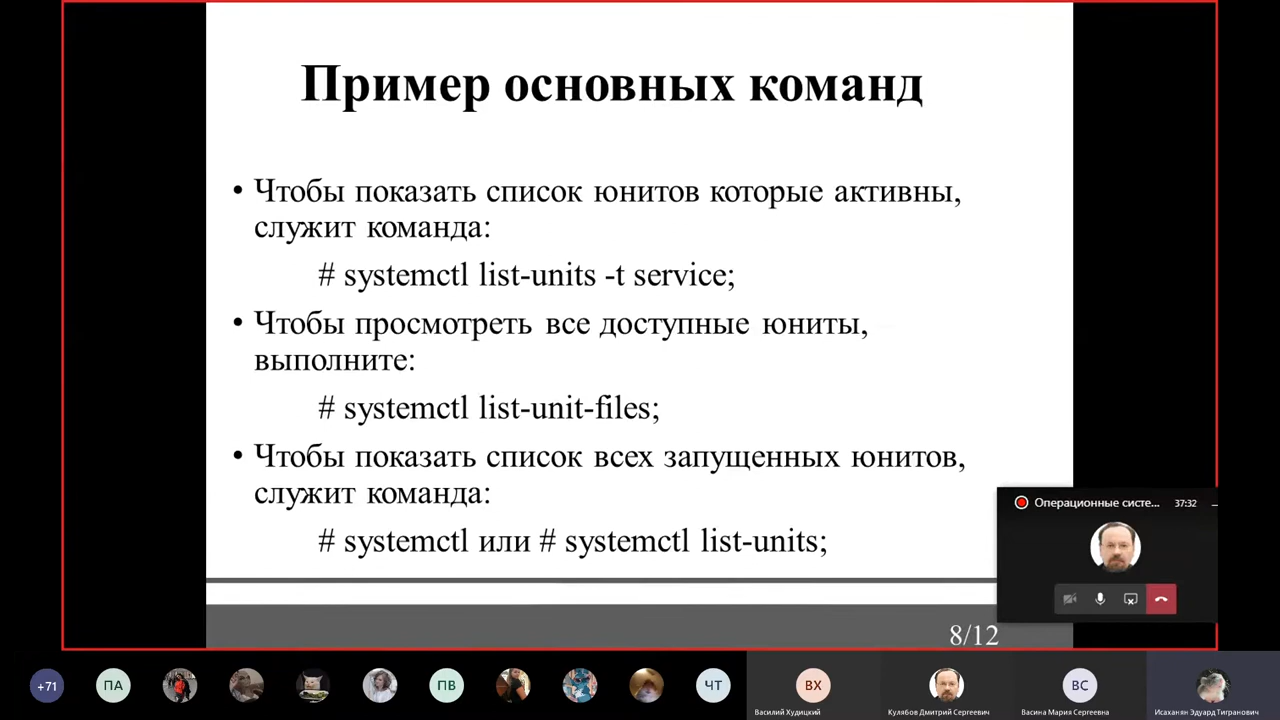 Пример основных команд
• Чтобы показать список юнитов которые активны,
служит команда:
# systemctl list-units -t service;
• Чтобы просмотреть все доступные юниты,
выполните:
# systemctl list-unit-files;
• Чтобы показать список всех запущенных юнитов,
служит команда:
# systemctl или # systemctl list-units;
Операционные систе... 37:32
8/12
+71 ПА ПВ ЧТ ВХ ВС
Василий Худицкий Кулябов Дмитрий Сергеевич Васина Мария Сергеевна Исаханян Эдуард Тигранович